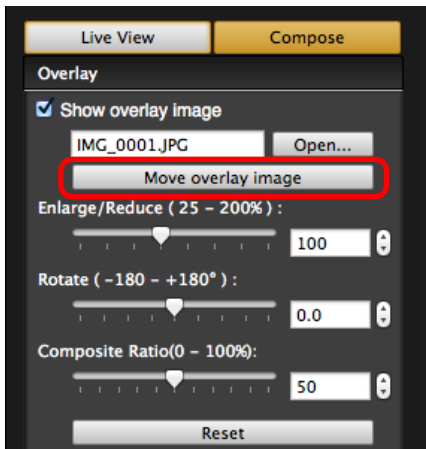 Live View Compose
Overlay
Show overlay image
IMG_0001.JPG Open...
Move overlay image
Enlarge/Reduce ( 25 – 200% ) :
100
Rotate ( –180 – +180° ) :
0.0
Composite Ratio(0 – 100%):
50
Reset